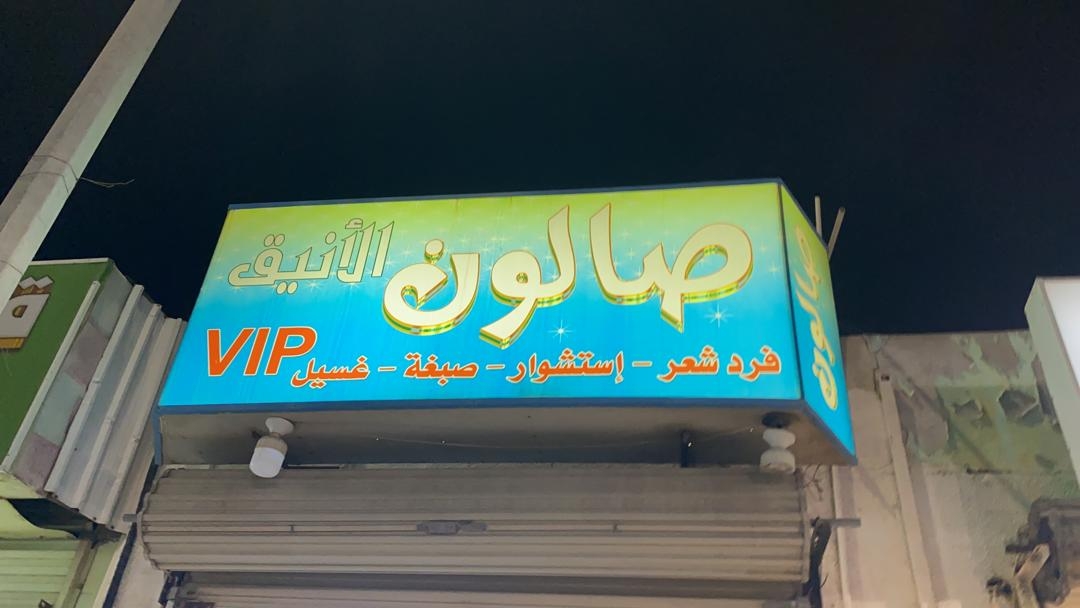 صالون الأنيق
فرد شعر - إستشوار - صبغة - غسيل VIP
صالون